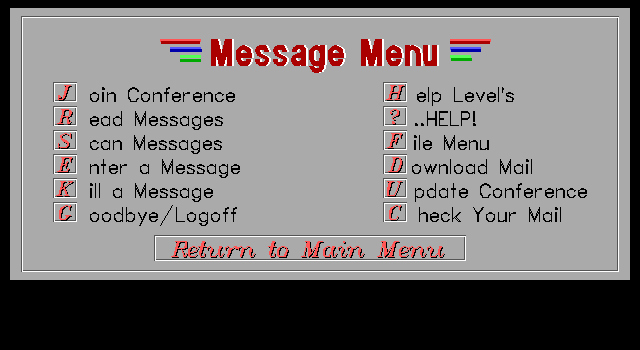 Message Menu
J oin Conference
R ead Messages
S can Messages
E nter a Message
K ill a Message
G oodbye/Logoff
H elp Level's
? ..HELP!
F ile Menu
D ownload Mail
U pdate Conference
C heck Your Mail
Return to Main Menu